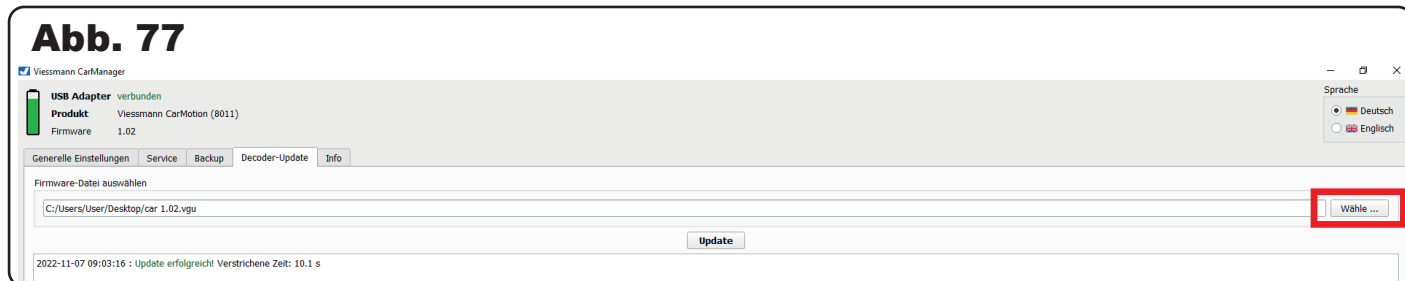 Abb. 77
Viessmann CarManager
USB Adapter verbunden
Sprache
Produkt Viessmann CarMotion (8011)
Deutsch
Firmware 1.02
Englisch
Generelle Einstellungen Service Backup Decoder-Update Info
Firmware-Datei auswählen
C:/Users/User/Desktop/car 1.02.vgu Wähle ...
Update
2022-11-07 09:03:16 : Update erfolgreich! Verstrichene Zeit: 10.1 s